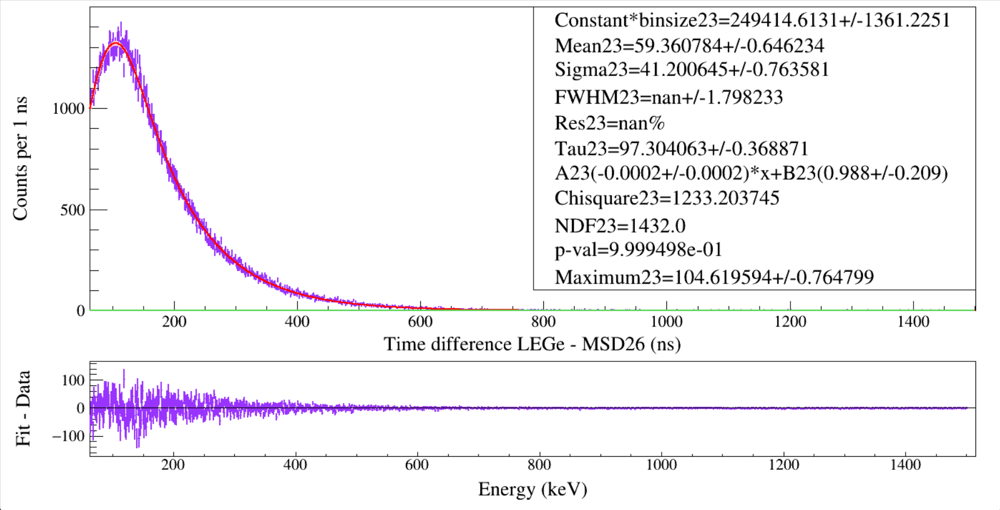 Constant*binsize23=249414.6131+/-1361.2251
Mean23=59.360784+/-0.646234
Sigma23=41.200645+/-0.763581
FWHM23=nan+/-1.798233
Res23=nan%
Tau23=97.304063+/-0.368871
A23(-0.0002+/-0.0002)*x+B23(0.988+/-0.209)
Chisquare23=1233.203745
NDF23=1432.0
p-val=9.999498e-01
Maximum23=104.619594+/-0.764799
Counts per 1 ns
1000
500
0
200 400 600 800 1000 1200 1400
Time difference LEGe - MSD26 (ns)
Fit - Data
100
0
−100
200 400 600 800 1000 1200 1400
Energy (keV)